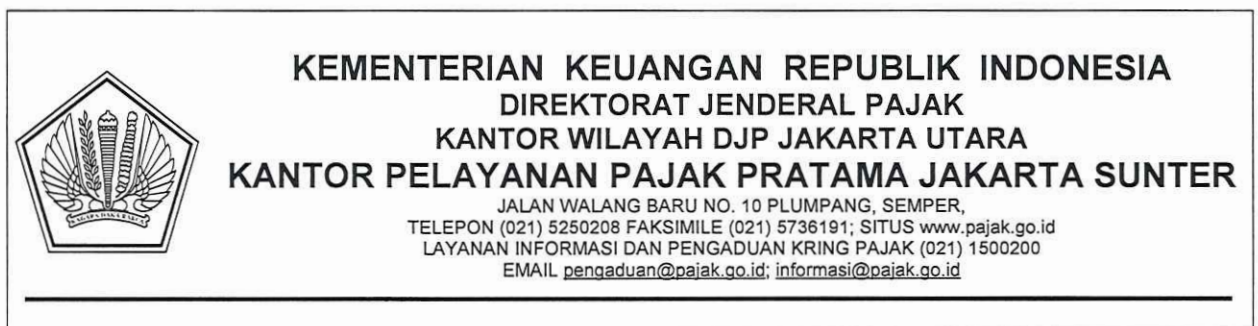 KEMENTERIAN KEUANGAN REPUBLIK INDONESIA
DIREKTORAT JENDERAL PAJAK
KANTOR WILAYAH DJP JAKARTA UTARA
KANTOR PELAYANAN PAJAK PRATAMA JAKARTA SUNTER
JALAN WALANG BARU NO. 10 PLUMPANG, SEMPER,
TELEPON (021) 5250208 FAKSIMILE (021) 5736191; SITUS www.pajak.go.id
LAYANAN INFORMASI DAN PENGADUAN KRING PAJAK (021) 1500200
EMAIL pengaduan@pajak.go.id; informasi@pajak.go.id